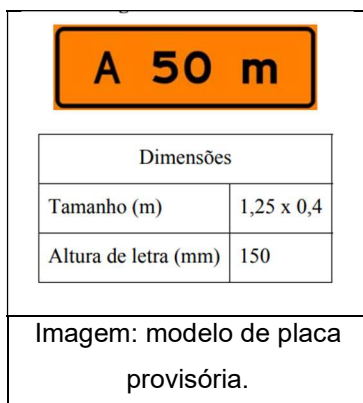 A 50 m
Dimensões
Tamanho (m) 1,25 x 0,4
Altura de letra (mm) 150
Imagem: modelo de placa
provisória.